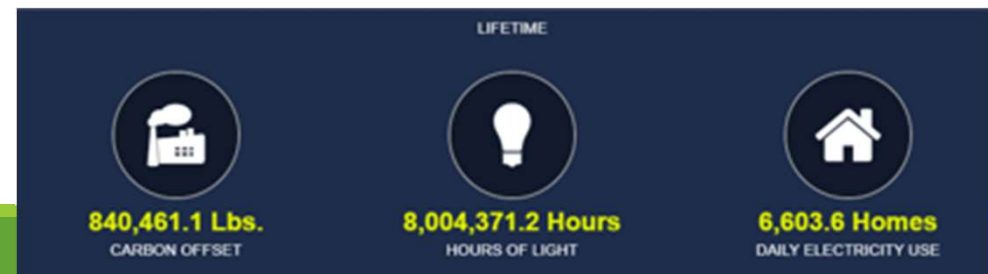 LIFETIME
840,461.1 Lbs.
CARBON OFFSET
8,004,371.2 Hours
HOURS OF LIGHT
6,603.6 Homes
DAILY ELECTRICITY USE